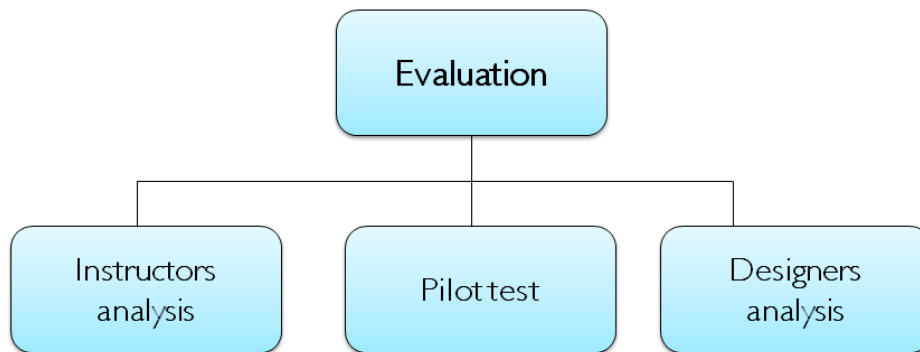 Evaluation
Instructors
analysis
Pilot test
Designers
analysis